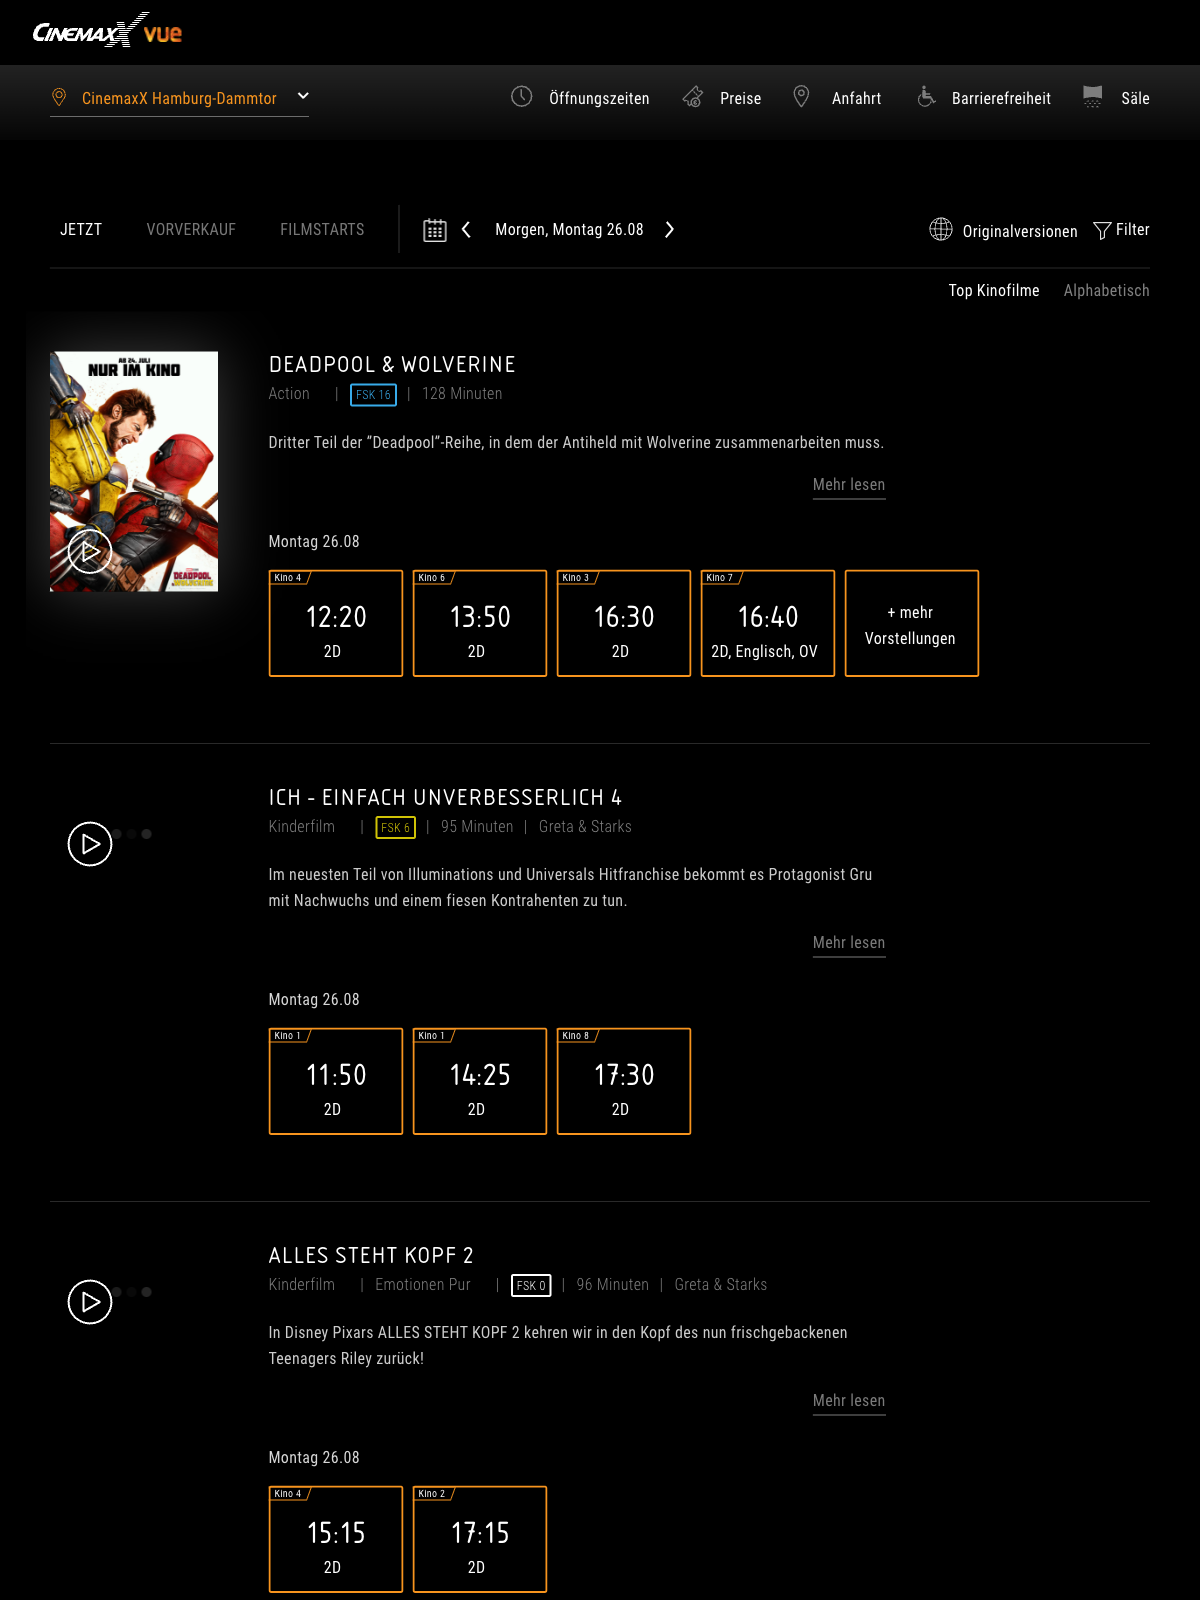 CinemaxX vue
CinemaxX Hamburg-Dammtor
Öffnungszeiten
Preise
Anfahrt
Barrierefreiheit
Säle
JETZT
VORVERKAUF
FILMSTARTS
Morgen, Montag 26.08
Originalversionen
Filter
Top Kinofilme
Alphabetisch
AB 24. JULI
NUR IM KINO
DEADPOOL
DEADPOOL & WOLVERINE
Action | FSK 16 | 128 Minuten
Dritter Teil der “Deadpool“-Reihe, in dem der Antiheld mit Wolverine zusammenarbeiten muss.
Mehr lesen
Montag 26.08
Kino 4
12:20
2D
Kino 6
13:50
2D
Kino 3
16:30
2D
Kino 7
16:40
2D, Englisch, OV
+ mehr
Vorstellungen
ICH - EINFACH UNVERBESSERLICH 4
Kinderfilm | FSK 6 | 95 Minuten | Greta & Starks
Im neuesten Teil von Illuminations und Universals Hitfranchise bekommt es Protagonist Gru
mit Nachwuchs und einem fiesen Kontrahenten zu tun.
Mehr lesen
Montag 26.08
Kino 1
11:50
2D
Kino 1
14:25
2D
Kino 8
17:30
2D
ALLES STEHT KOPF 2
Kinderfilm | Emotionen Pur | FSK 0 | 96 Minuten | Greta & Starks
In Disney Pixars ALLES STEHT KOPF 2 kehren wir in den Kopf des nun frischgebackenen
Teenagers Riley zurück!
Mehr lesen
Montag 26.08
Kino 4
15:15
2D
Kino 2
17:15
2D